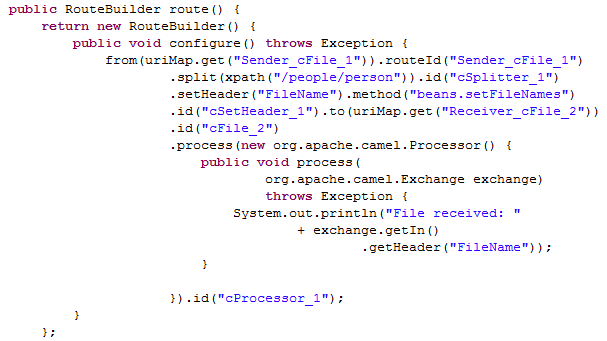 public RouteBuilder route() {
    return new RouteBuilder() {
        public void configure() throws Exception {
            from(uriMap.get("Sender_cFile_1")).routeId("Sender_cFile_1")
                    .split(xpath("/people/person")).id("cSplitter_1")
                    .setHeader("FileName").method("beans.setFileNames")
                    .id("cSetHeader_1").to(uriMap.get("Receiver_cFile_2"))
                    .id("cFile_2")
                    .process(new org.apache.camel.Processor() {
                        public void process(
                                org.apache.camel.Exchange exchange)
                                throws Exception {
                            System.out.println("File received: "
                                    + exchange.getIn()
                                            .getHeader("FileName"));
                        }

                    }).id("cProcessor_1");
        }
    };